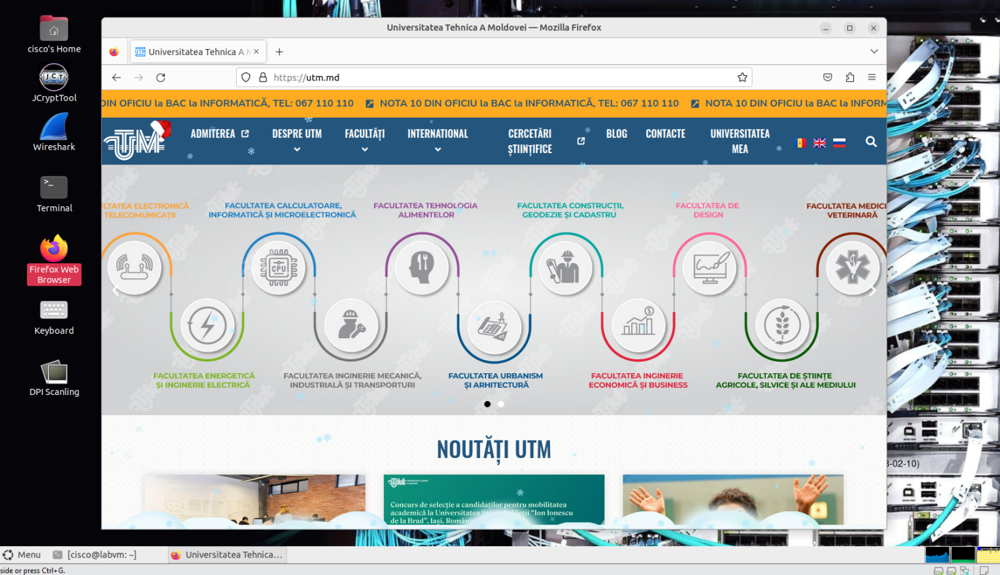 cisco's Home
JCT
JCrypTool
Wireshark
>_
Terminal
Firefox Web
Browser
Keyboard
DPI Scanling
Universitatea Tehnica A Moldovei — Mozilla Firefox
UTM Universitatea Tehnica A M
https://utm.md
DIN OFICIU la BAC la INFORMATICĂ, TEL: 067 110 110 NOTA 10 DIN OFICIU la BAC la INFORMATICĂ, TEL: 067 110 110 NOTA 10 DIN OFICIU la BAC la INFORM
UTM
ADMITEREA
DESPRE UTM
FACULTĂȚI
INTERNATIONAL
CERCETĂRI
ȘTIINȚIFICE
BLOG
CONTACTE
UNIVERSITATEA
MEA
LTATEA ELECTRONICĂ
TELECOMUNICAȚII
FACULTATEA CALCULATOARE,
INFORMATICĂ ȘI MICROELECTRONICĂ
FACULTATEA TEHNOLOGIA
ALIMENTELOR
FACULTATEA CONSTRUCȚII,
GEODEZIE ȘI CADASTRU
FACULTATEA DE
DESIGN
FACULTATEA MEDICI
VETERINARĂ
CPU
FACULTATEA ENERGETICĂ
ȘI INGINERIE ELECTRICĂ
FACULTATEA INGINERIE MECANICĂ,
INDUSTRIALĂ ȘI TRANSPORTURI
FACULTATEA URBANISM
ȘI ARHITECTURĂ
FACULTATEA INGINERIE
ECONOMICĂ ȘI BUSINESS
FACULTATEA DE ȘTIINȚE
AGRICOLE, SILVICE ȘI ALE MEDIULUI
NOUTĂȚI UTM
UTM
Concurs de selecție a candidaților pentru mobilitatea
academică la Universitatea Științele Vieții "Ion Ionescu
de la Brad", Iași, România
3-02-10)
Menu
[cisco@labvm: ~]
Universitatea Tehnica...
side or press Ctrl+G.